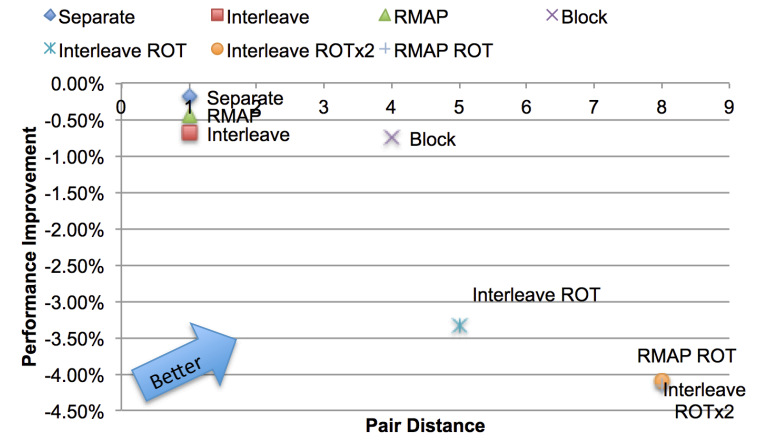 Separate Interleave RMAP Block
Interleave ROT Interleave ROTx2 RMAP ROT
0.00%
0 1 2 3 4 5 6 7 8 9
Separate
-0.50%
RMAP
Interleave
Block
-1.00%
-1.50%
-2.00%
-2.50%
-3.00%
Interleave ROT
-3.50%
RMAP ROT
-4.00%
Interleave
ROTx2
-4.50%
Performance Improvement
Better
Pair Distance